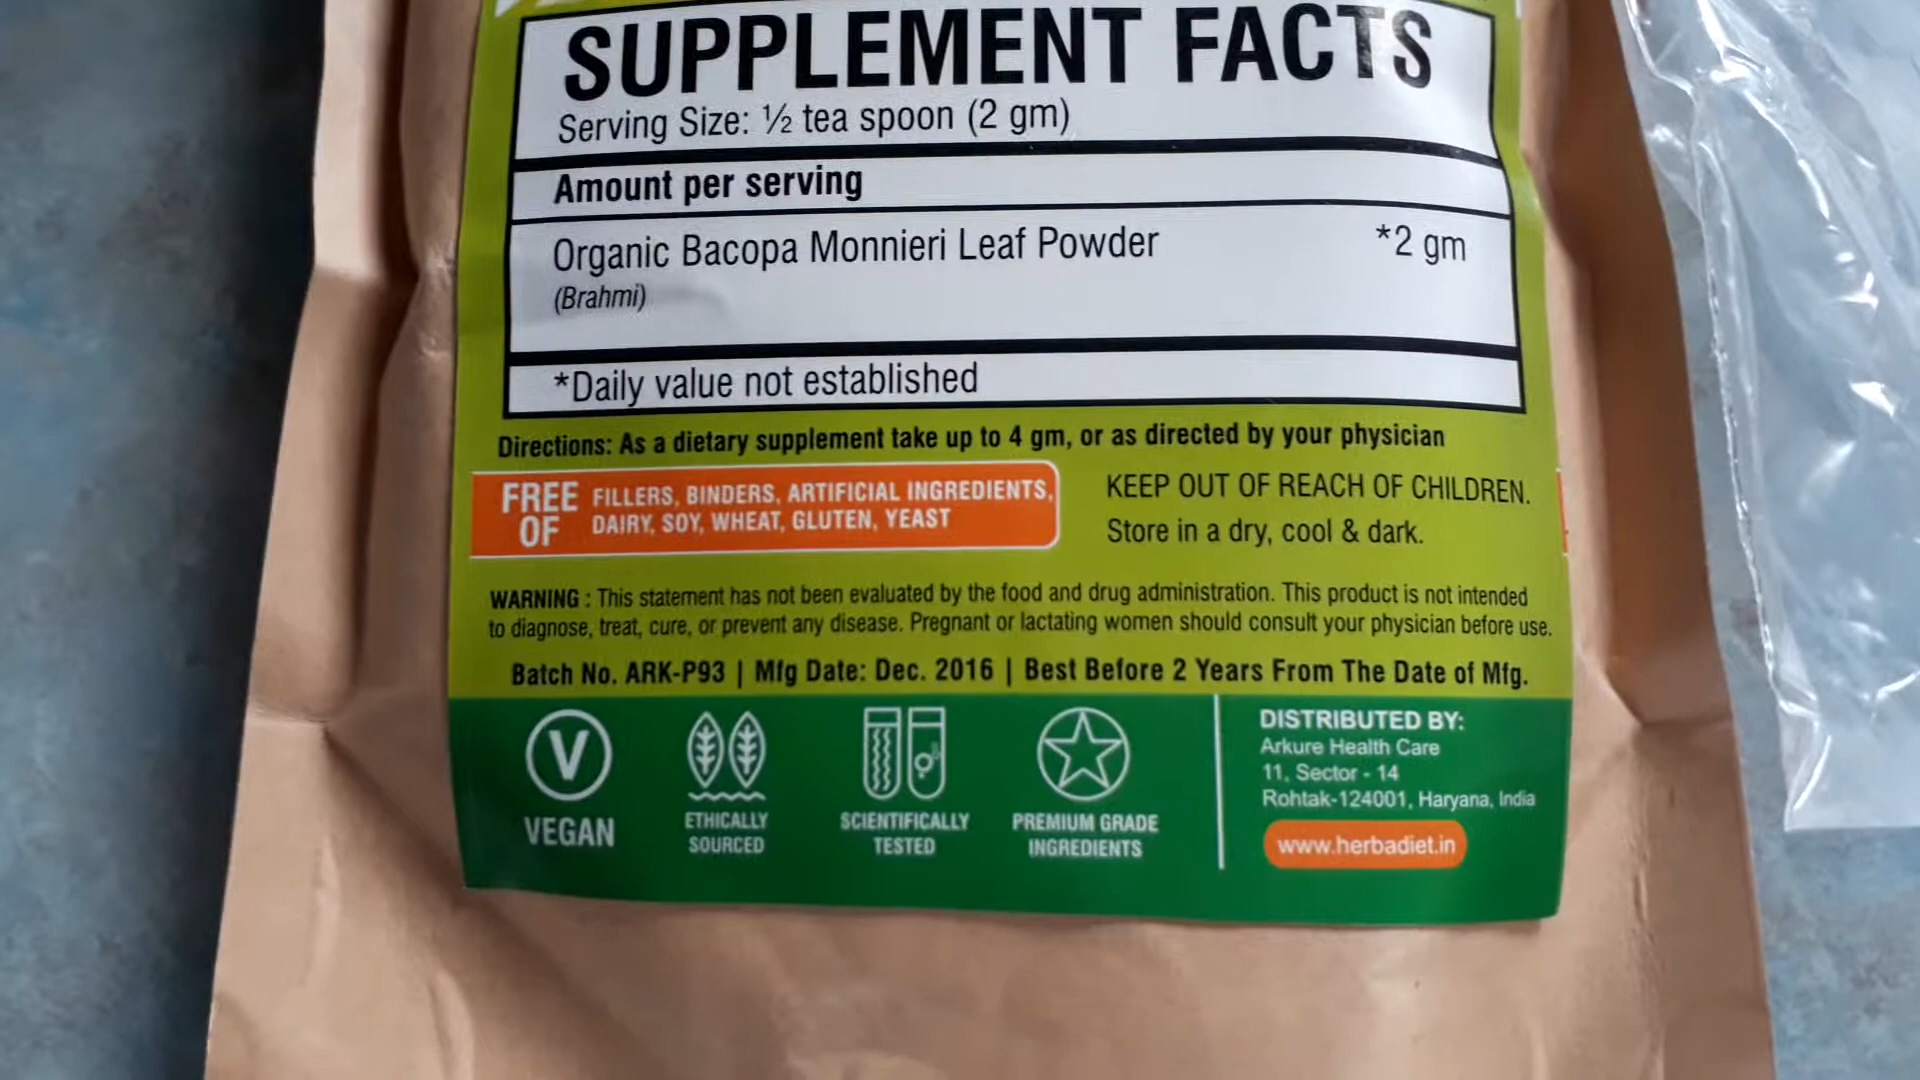 SUPPLEMENT FACTS
Serving Size: ½ tea spoon (2 gm)
Amount per serving
Organic Bacopa Monnieri Leaf Powder *2 gm
(Brahmi)
*Daily value not established
Directions: As a dietary supplement take up to 4 gm, or as directed by your physician
FREE OF
FILLERS, BINDERS, ARTIFICIAL INGREDIENTS,
DAIRY, SOY, WHEAT, GLUTEN, YEAST
KEEP OUT OF REACH OF CHILDREN.
Store in a dry, cool & dark.
WARNING : This statement has not been evaluated by the food and drug administration. This product is not intended
to diagnose, treat, cure, or prevent any disease. Pregnant or lactating women should consult your physician before use.
Batch No. ARK-P93 | Mfg Date: Dec. 2016 | Best Before 2 Years From The Date of Mfg.
V
VEGAN
ETHICALLY
SOURCED
SCIENTIFICALLY
TESTED
PREMIUM GRADE
INGREDIENTS
DISTRIBUTED BY:
Arkure Health Care
11, Sector - 14
Rohtak-124001, Haryana, India
www.herbadiet.in